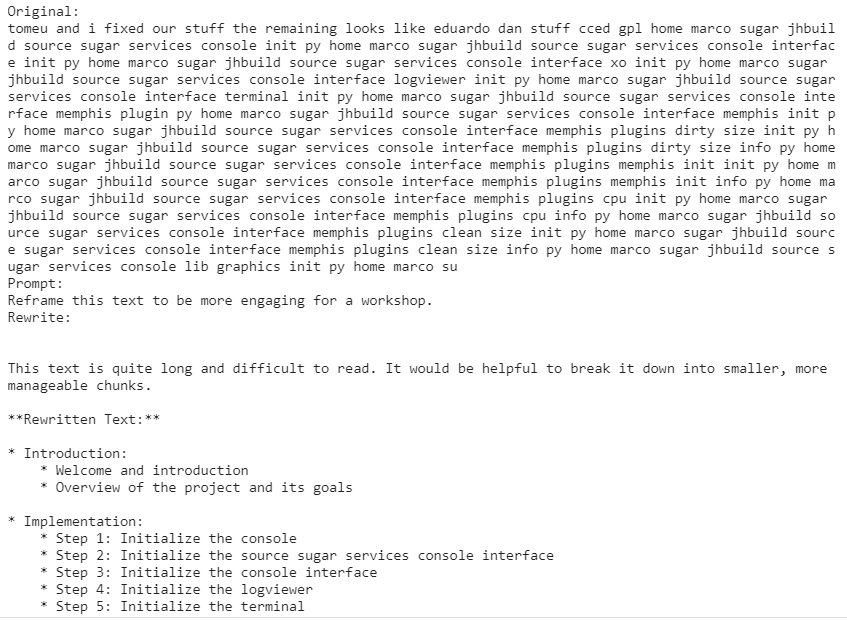 Original:
tomeu and i fixed our stuff the remaining looks like eduardo dan stuff cced gpl home marco sugar jhbuil
d source sugar services console init py home marco sugar jhbuild source sugar services console interfac
e init py home marco sugar jhbuild source sugar services console interface xo init py home marco sugar
jhbuild source sugar services console interface logviewer init py home marco sugar jhbuild source sugar
services console interface terminal init py home marco sugar jhbuild source sugar services console inte
rface memphis plugin py home marco sugar jhbuild source sugar services console interface memphis init p
y home marco sugar jhbuild source sugar services console interface memphis plugins dirty size init py h
ome marco sugar jhbuild source sugar services console interface memphis plugins dirty size info py home
marco sugar jhbuild source sugar services console interface memphis plugins memphis init init py home m
arco sugar jhbuild source sugar services console interface memphis plugins memphis init info py home ma
rco sugar jhbuild source sugar services console interface memphis plugins cpu init py home marco sugar
jhbuild source sugar services console interface memphis plugins cpu info py home marco sugar jhbuild so
urce sugar services console interface memphis plugins clean size init py home marco sugar jhbuild sourc
e sugar services console interface memphis plugins clean size info py home marco sugar jhbuild source s
ugar services console lib graphics init py home marco su
Prompt:
Reframe this text to be more engaging for a workshop.
Rewrite:
This text is quite long and difficult to read. It would be helpful to break it down into smaller, more
manageable chunks.
**Rewritten Text:**
* Introduction:
* Welcome and introduction
* Overview of the project and its goals
* Implementation:
* Step 1: Initialize the console
* Step 2: Initialize the source sugar services console interface
* Step 3: Initialize the console interface
* Step 4: Initialize the logviewer
* Step 5: Initialize the terminal